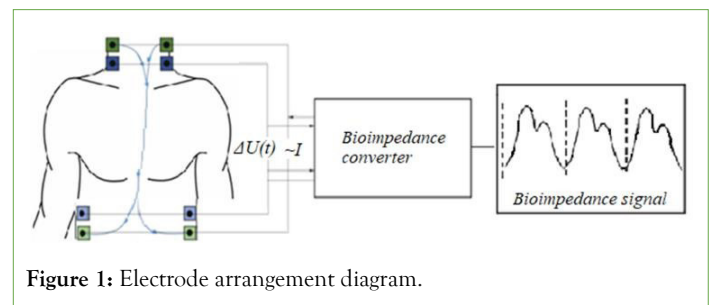 ΔU(t) ~I
Bioimpedance
converter
Bioimpedance signal
Figure 1: Electrode arrangement diagram.